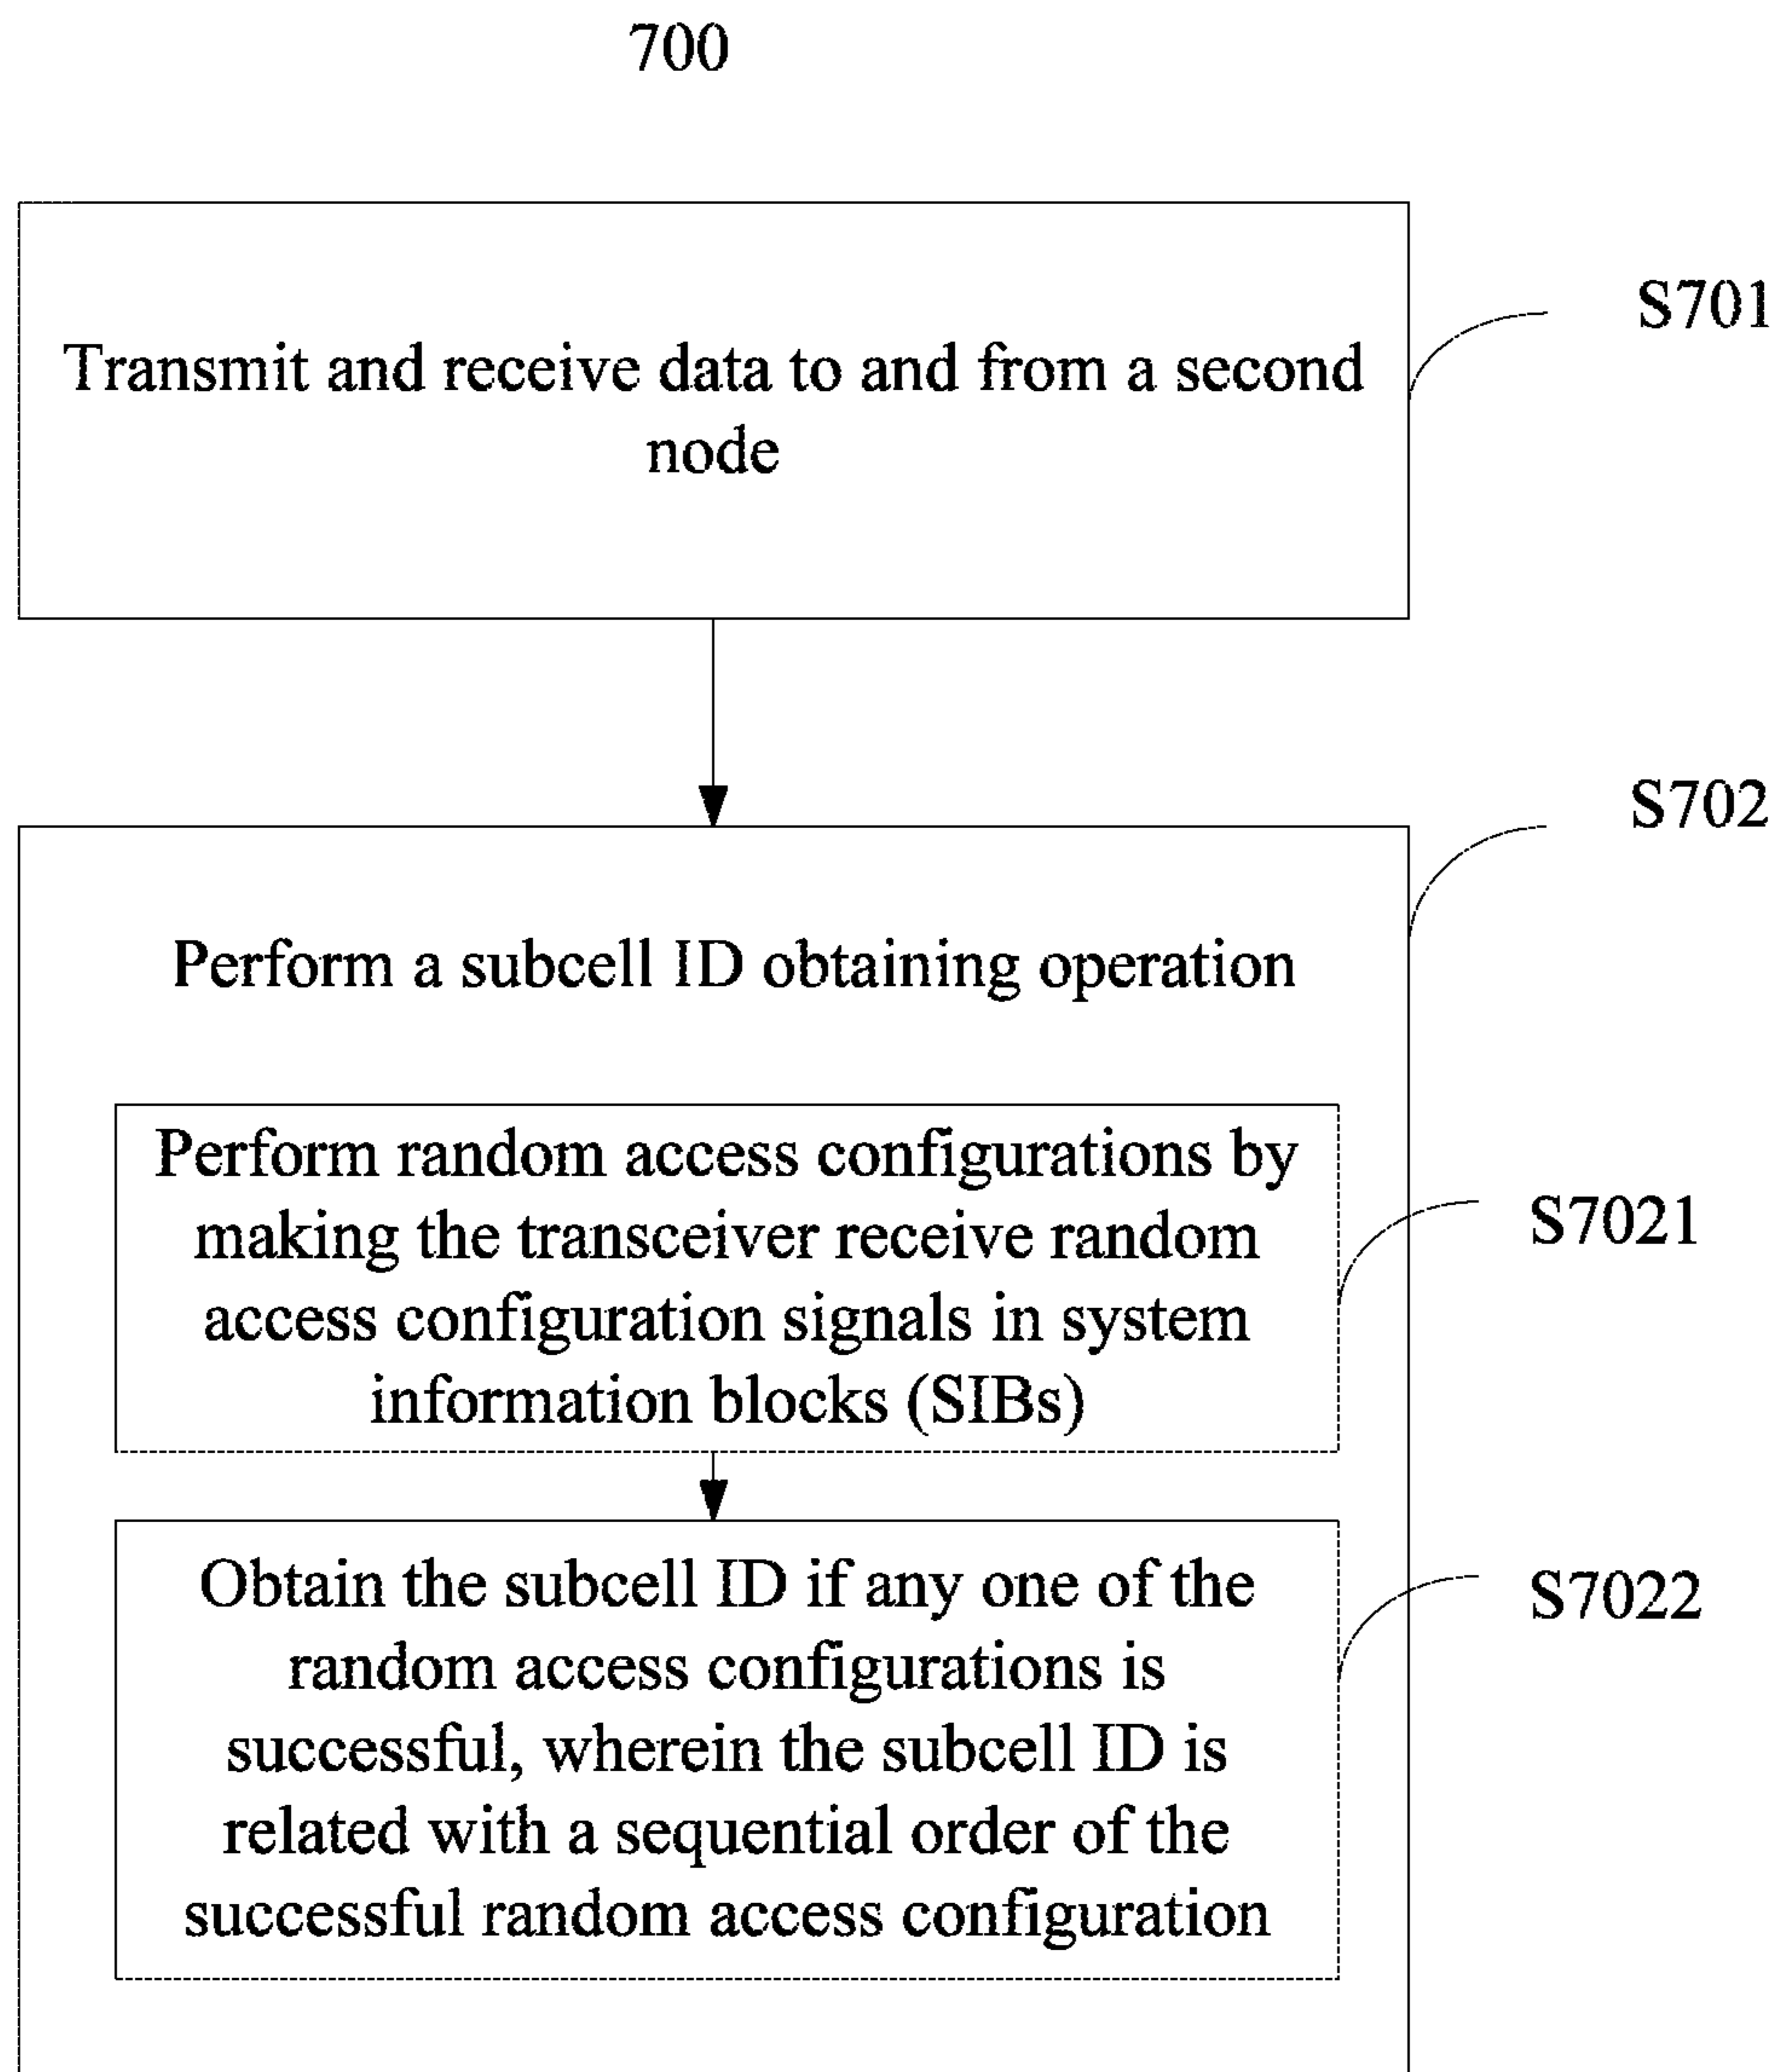 700
Transmit and receive data to and from a second
node
S701
S702
Perform a subcell ID obtaining operation
Perform random access configurations by
making the transceiver receive random
access configuration signals in system
information blocks (SIBs)
S7021
Obtain the subcell ID if any one of the
random access configurations is
successful, wherein the subcell ID is
related with a sequential order of the
successful random access configuration
S7022